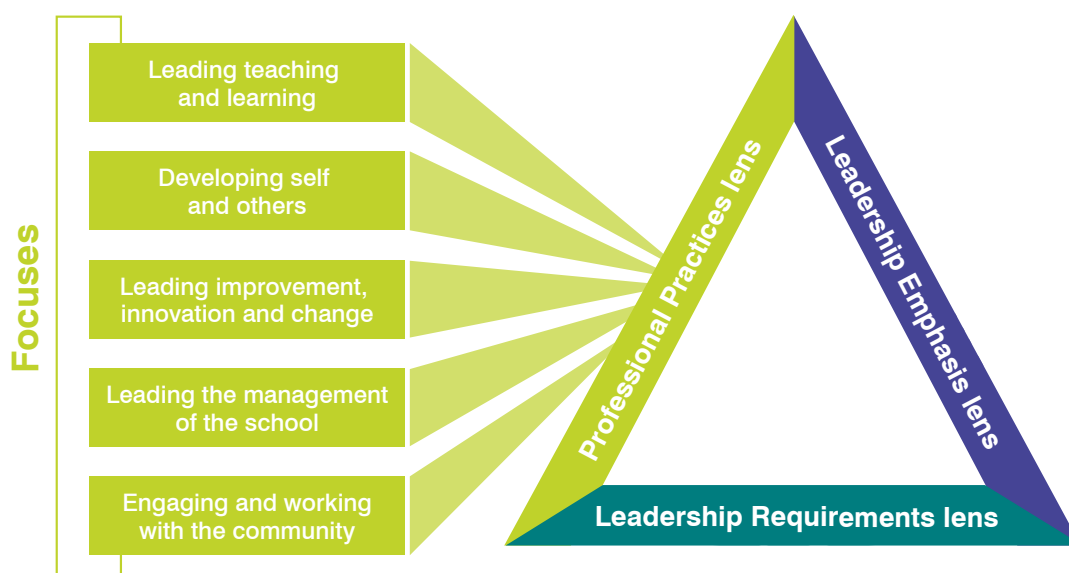 Focuses
Leading teaching
and learning
Developing self
and others
Leading improvement,
innovation and change
Leading the management
of the school
Engaging and working
with the community
Professional Practices lens
Leadership Emphasis lens
Leadership Requirements lens